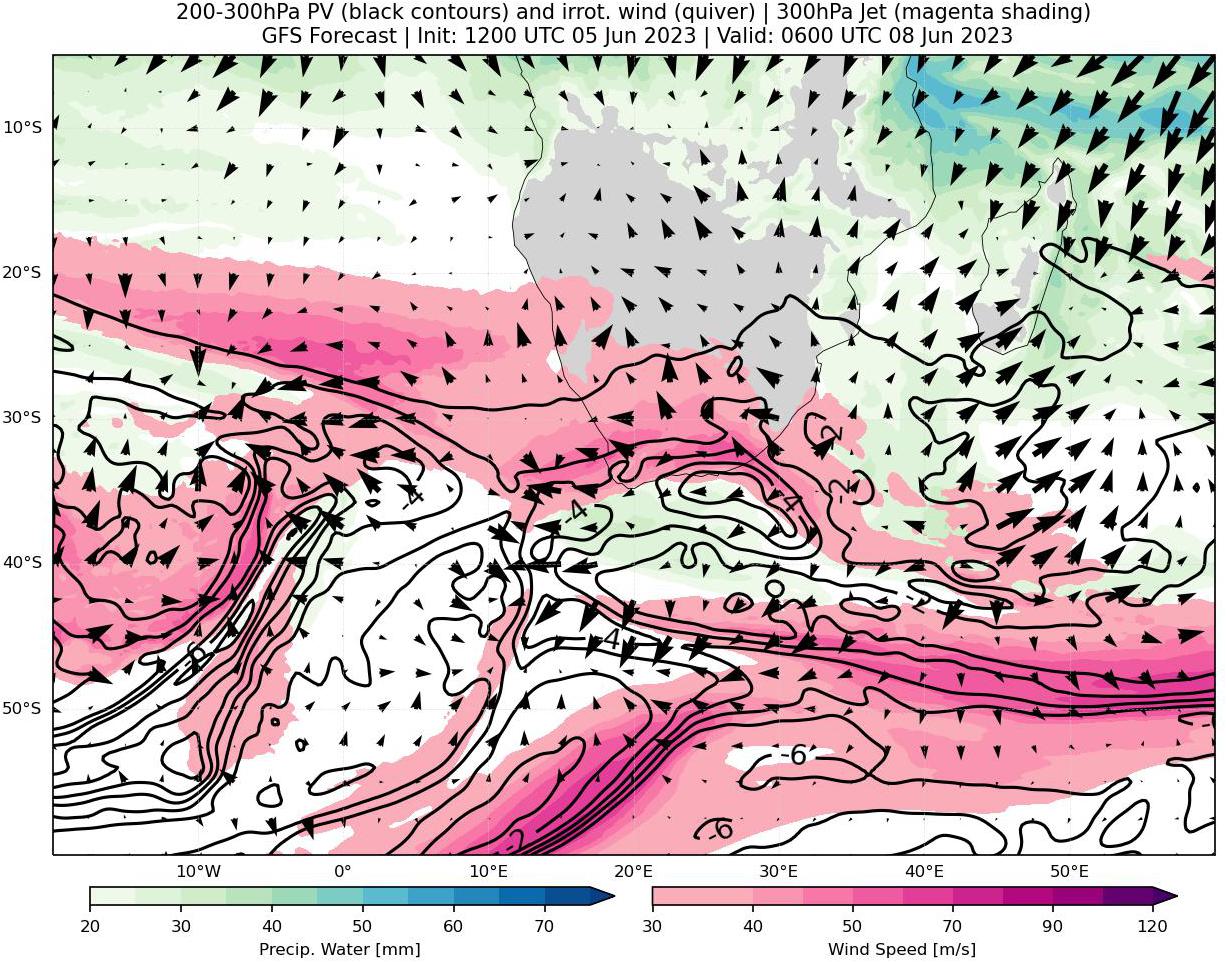 200-300hPa PV (black contours) and irrot. wind (quiver) | 300hPa Jet (magenta shading)
GFS Forecast | Init: 1200 UTC 05 Jun 2023 | Valid: 0600 UTC 08 Jun 2023
10°S
20°S
30°S
40°S
50°S
-2
-4
-4
-2
-4
-6
-4
-6
-6
10°W 0° 10°E 20°E 30°E 40°E 50°E
20 30 40 50 60 70
Precip. Water [mm]
30 40 50 70 90 120
Wind Speed [m/s]